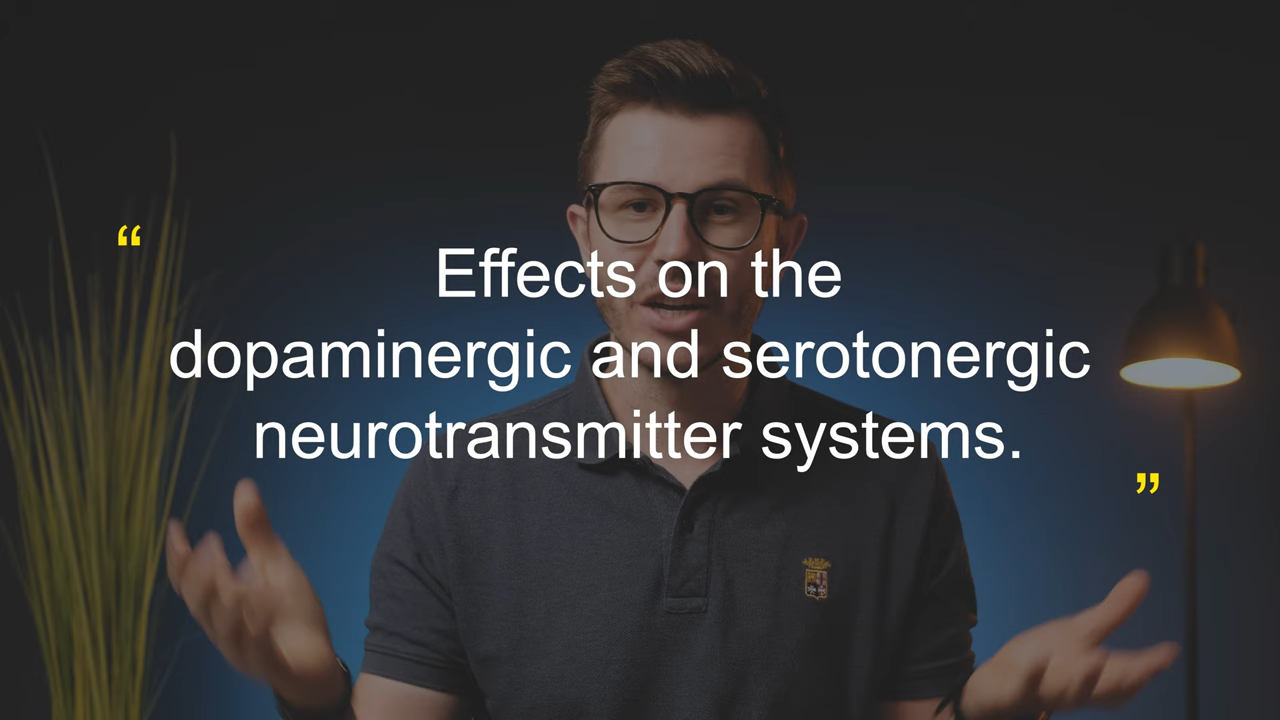 “
Effects on the
dopaminergic and serotonergic
neurotransmitter systems.
”